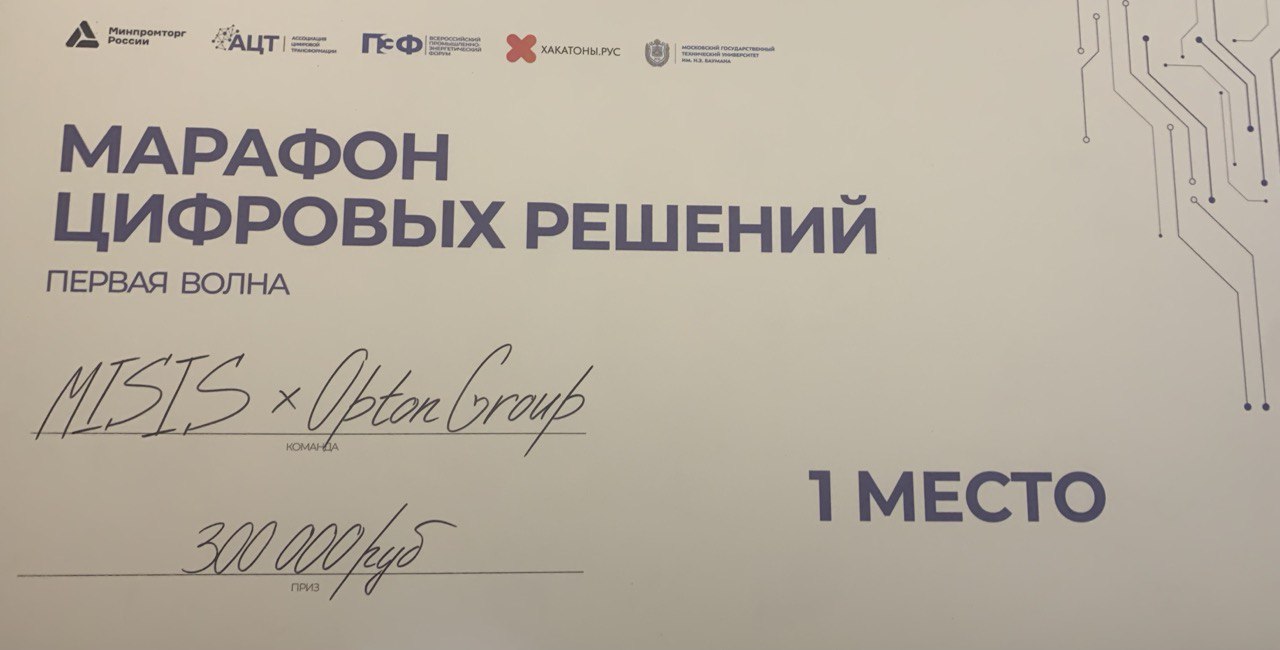 Минпромторг
России
АЦТ
АССОЦИАЦИЯ
ЦИФРОВОЙ
ТРАНСФОРМАЦИИ
ПЭФ
ВСЕРОССИЙСКИЙ
ПРОМЫШЛЕННО-
ЭНЕРГЕТИЧЕСКИЙ
ФОРУМ
ХАКАТОНЫ.РУС
МОСКОВСКИЙ ГОСУДАРСТВЕННЫЙ
ТЕХНИЧЕСКИЙ УНИВЕРСИТЕТ
ИМ. Н.Э. БАУМАНА
МАРАФОН
ЦИФРОВЫХ РЕШЕНИЙ
ПЕРВАЯ ВОЛНА
MISIS x Opton Group
КОМАНДА
1 МЕСТО
300 000 руб
ПРИЗ